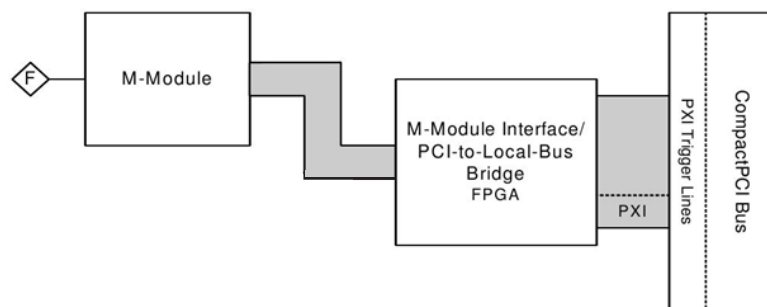 F
M-Module
M-Module Interface/
PCI-to-Local-Bus
Bridge
FPGA
PXI
PXI Trigger Lines
CompactPCI Bus